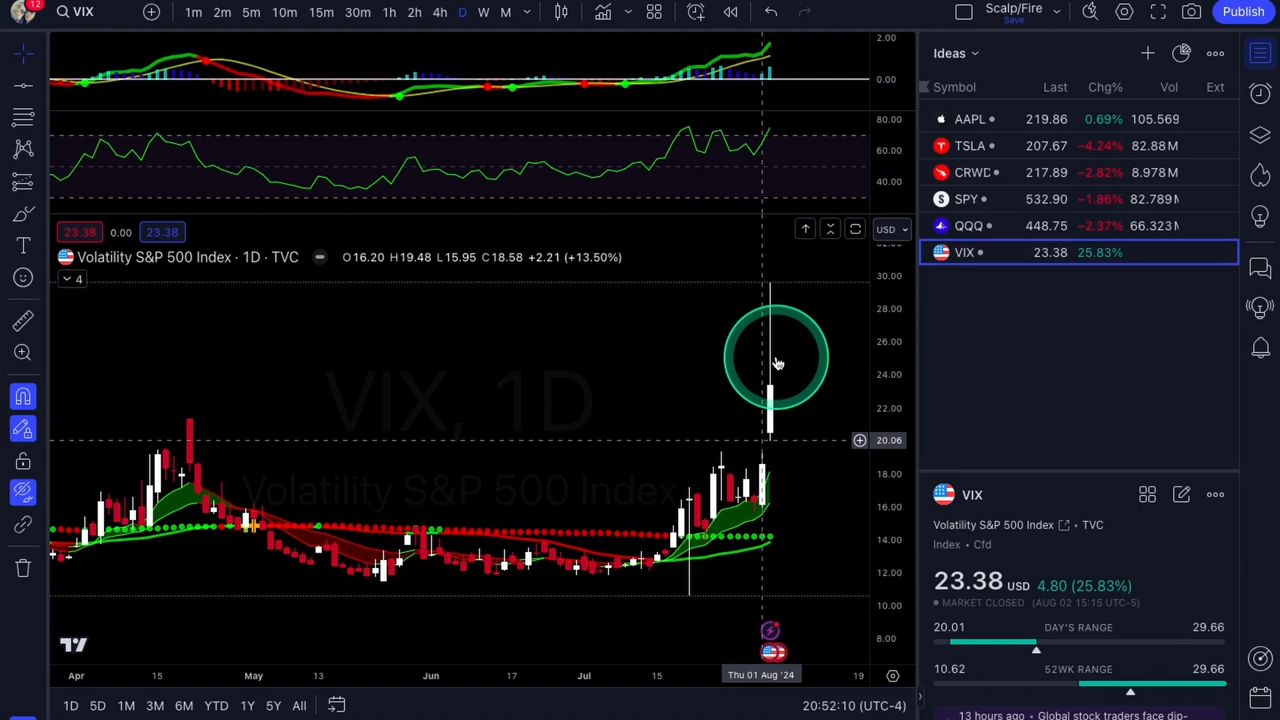 12 VIX 1m 2m 5m 10m 15m 30m 1h 2h 4h D W M Scalp/Fire Save Publish
2.00
0.00
80.00
60.00
40.00
23.38 0.00 23.38 USD
Volatility S&P 500 Index · 1D · TVC O16.20 H19.48 L15.95 C18.58 +2.21 (+13.50%)
4
30.00
28.00
26.00
24.00
22.00
20.06
18.00
16.00
14.00
12.00
10.00
8.00
VIX, 1D
Volatility S&P 500 Index
Apr 15 May 13 Jun 17 Jul 15 Thu 01 Aug '24 19
1D 5D 1M 3M 6M YTD 1Y 5Y All 20:52:10 (UTC-4)
Ideas
Symbol Last Chg% Vol Ext
AAPL 219.86 0.69% 105.569
TSLA 207.67 −4.24% 82.88M
CRWD 217.89 −2.82% 8.978M
SPY 532.90 −1.86% 82.789
QQQ 448.75 −2.37% 66.323
VIX 23.38 25.83%
VIX
Volatility S&P 500 Index • TVC
Index • Cfd
23.38 USD 4.80 (25.83%)
MARKET CLOSED (AUG 02 15:15 UTC-5)
20.01 DAY'S RANGE 29.66
10.62 52WK RANGE 29.66
13 hours ago • Global stock traders face dip-